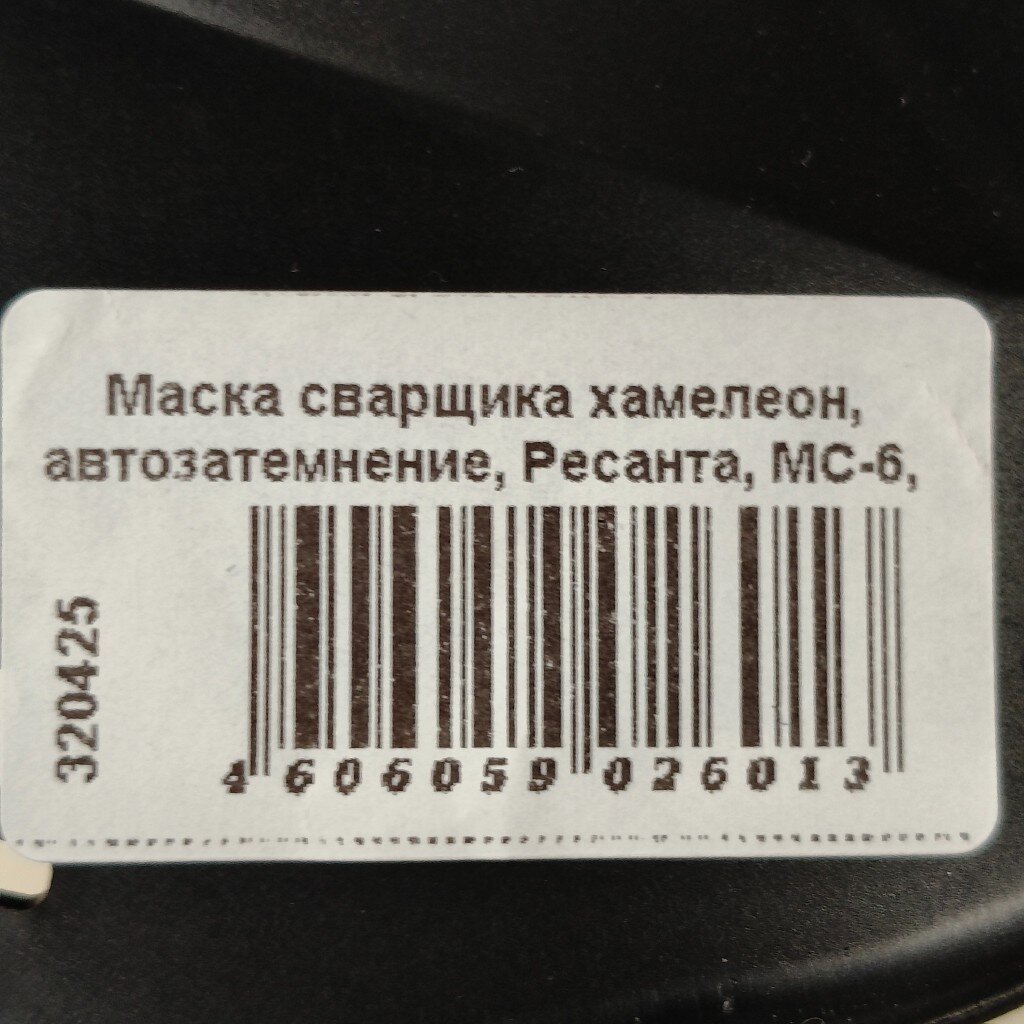 Маска сварщика хамелеон,
автозатемнение, Ресанта, МС-6,
320425
4 606059 026013